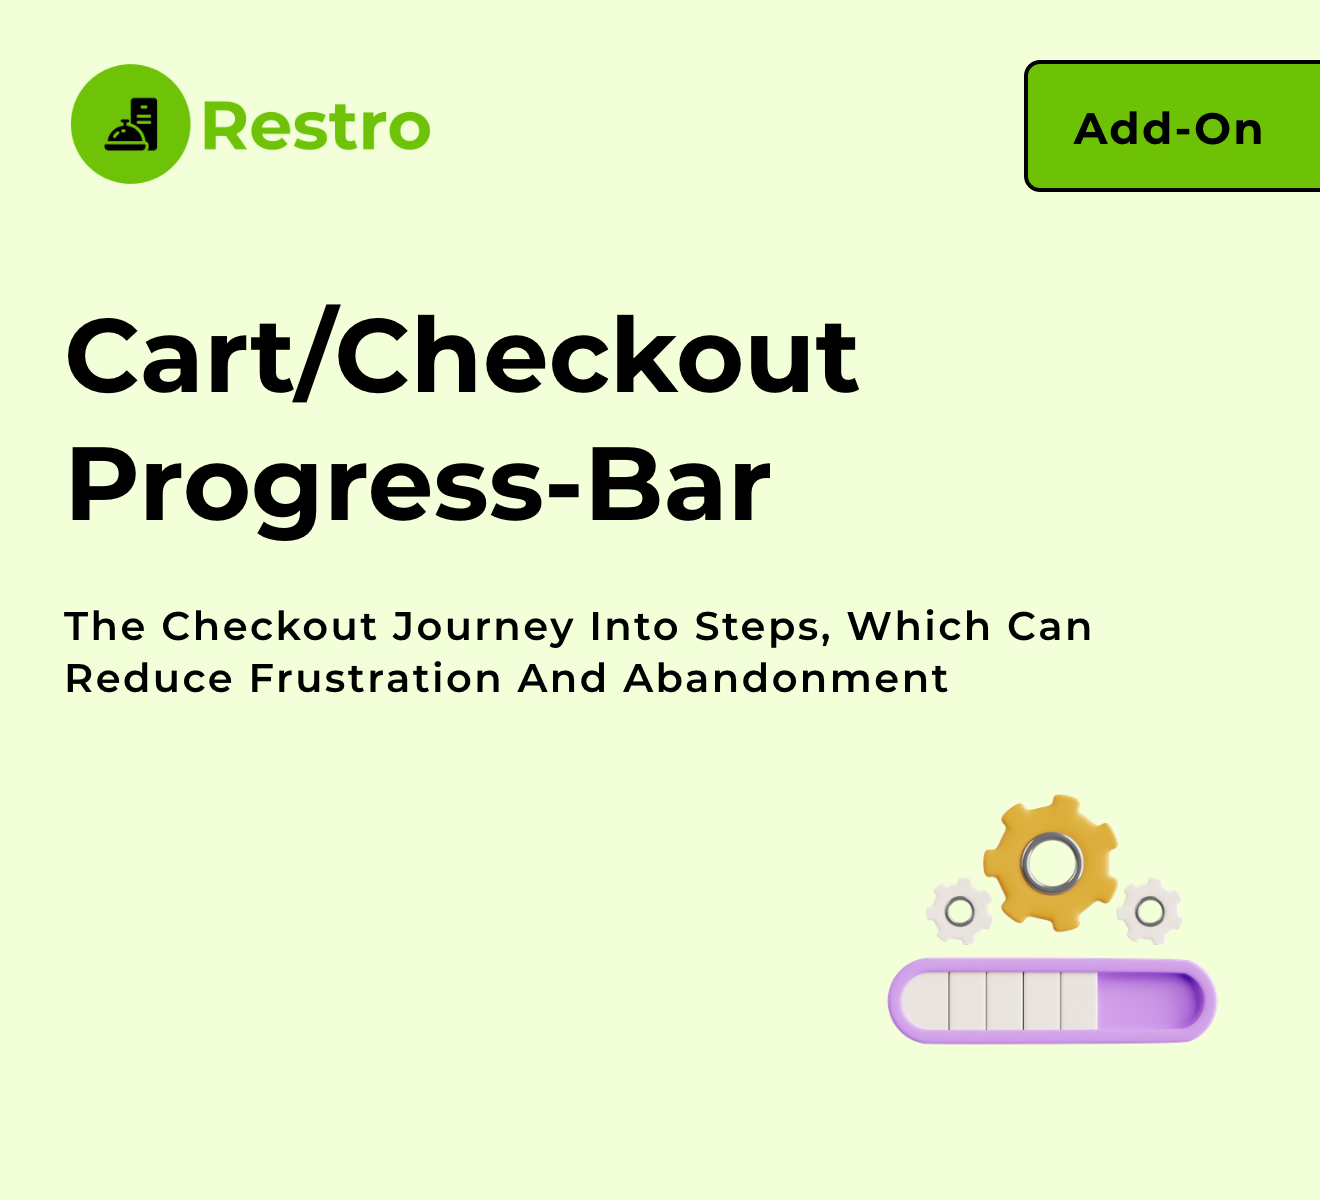 Restro
Add-On
Cart/Checkout
Progress-Bar
The Checkout Journey Into Steps, Which Can
Reduce Frustration And Abandonment